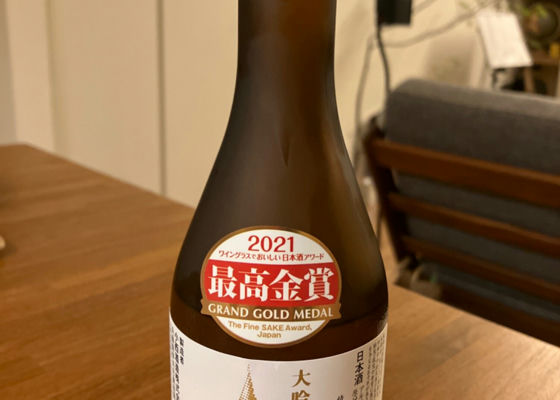 2021
ワイングラスでおいしい日本酒アワード
最高金賞
GRAND GOLD MEDAL
The Fine SAKE Award,
Japan
日本酒
大吟